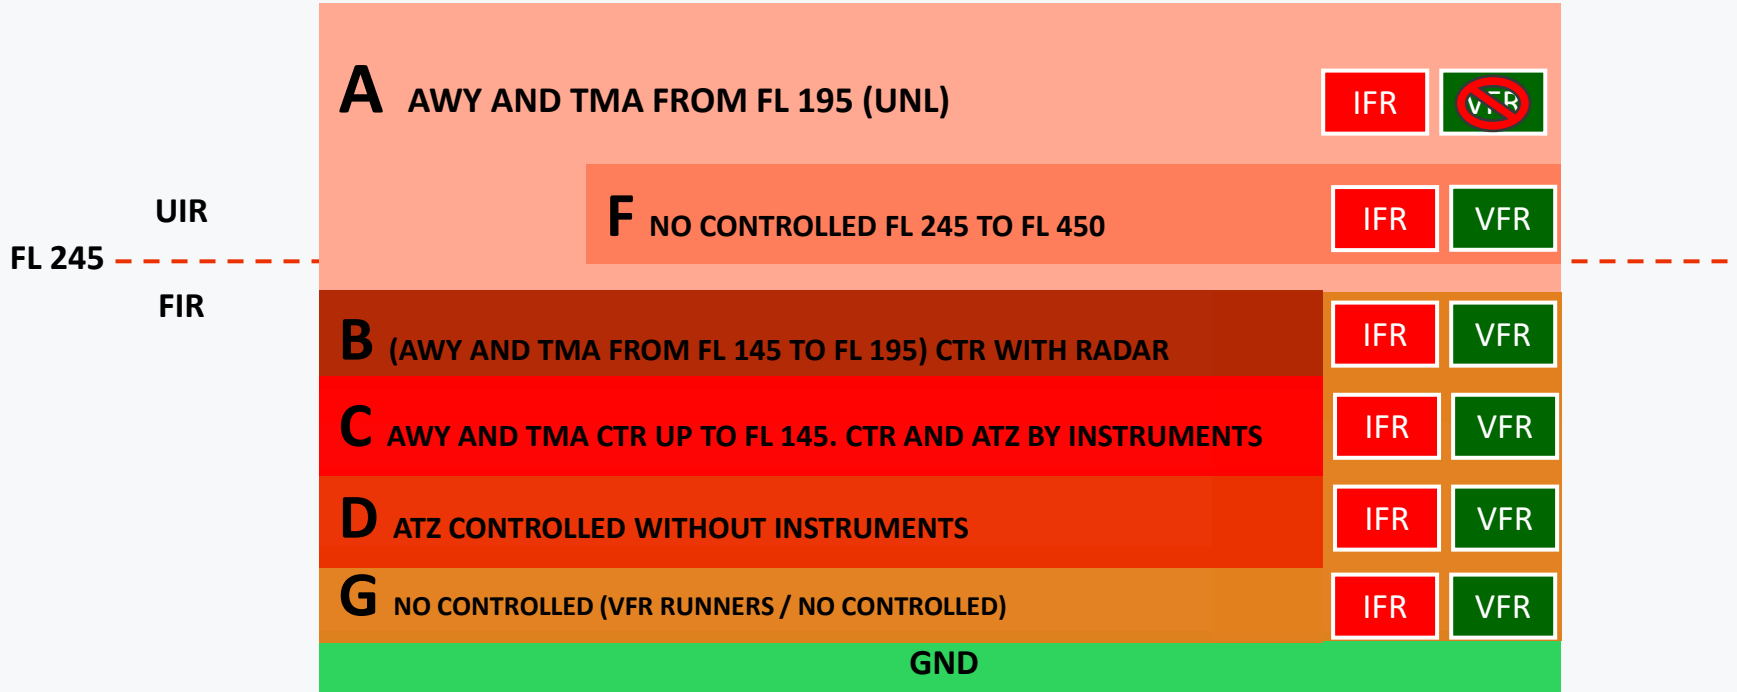 A AWY AND TMA FROM FL 195 (UNL) IFR VFR
UIR
F NO CONTROLLED FL 245 TO FL 450 IFR VFR
FL 245
FIR
B (AWY AND TMA FROM FL 145 TO FL 195) CTR WITH RADAR IFR VFR
C AWY AND TMA CTR UP TO FL 145. CTR AND ATZ BY INSTRUMENTS IFR VFR
D ATZ CONTROLLED WITHOUT INSTRUMENTS IFR VFR
G NO CONTROLLED (VFR RUNNERS / NO CONTROLLED) IFR VFR
GND